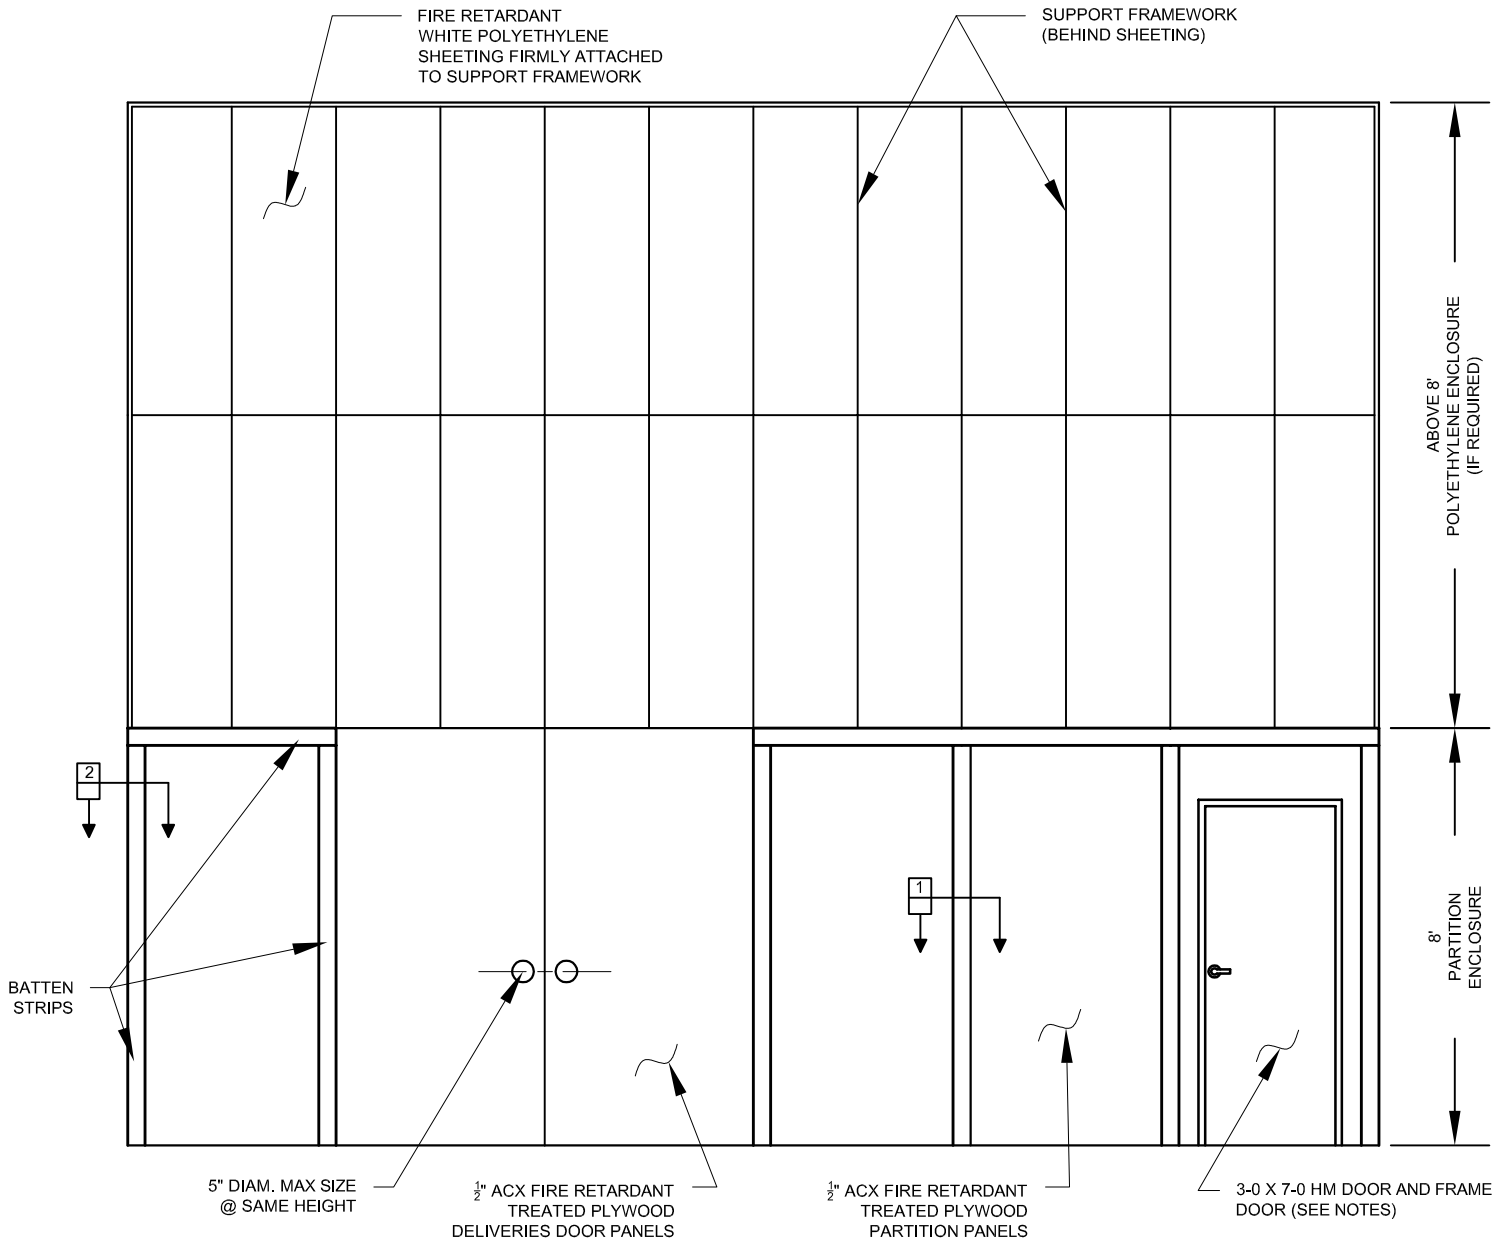 FIRE RETARDANT
WHITE POLYETHYLENE
SHEETING FIRMLY ATTACHED
TO SUPPORT FRAMEWORK
SUPPORT FRAMEWORK
(BEHIND SHEETING)
ABOVE 8'
POLYETHYLENE ENCLOSURE
(IF REQUIRED)
2
1
8'
PARTITION
ENCLOSURE
BATTEN
STRIPS
5" DIAM. MAX SIZE
@ SAME HEIGHT
½" ACX FIRE RETARDANT
TREATED PLYWOOD
DELIVERIES DOOR PANELS
½" ACX FIRE RETARDANT
TREATED PLYWOOD
PARTITION PANELS
3-0 X 7-0 HM DOOR AND FRAME
DOOR (SEE NOTES)